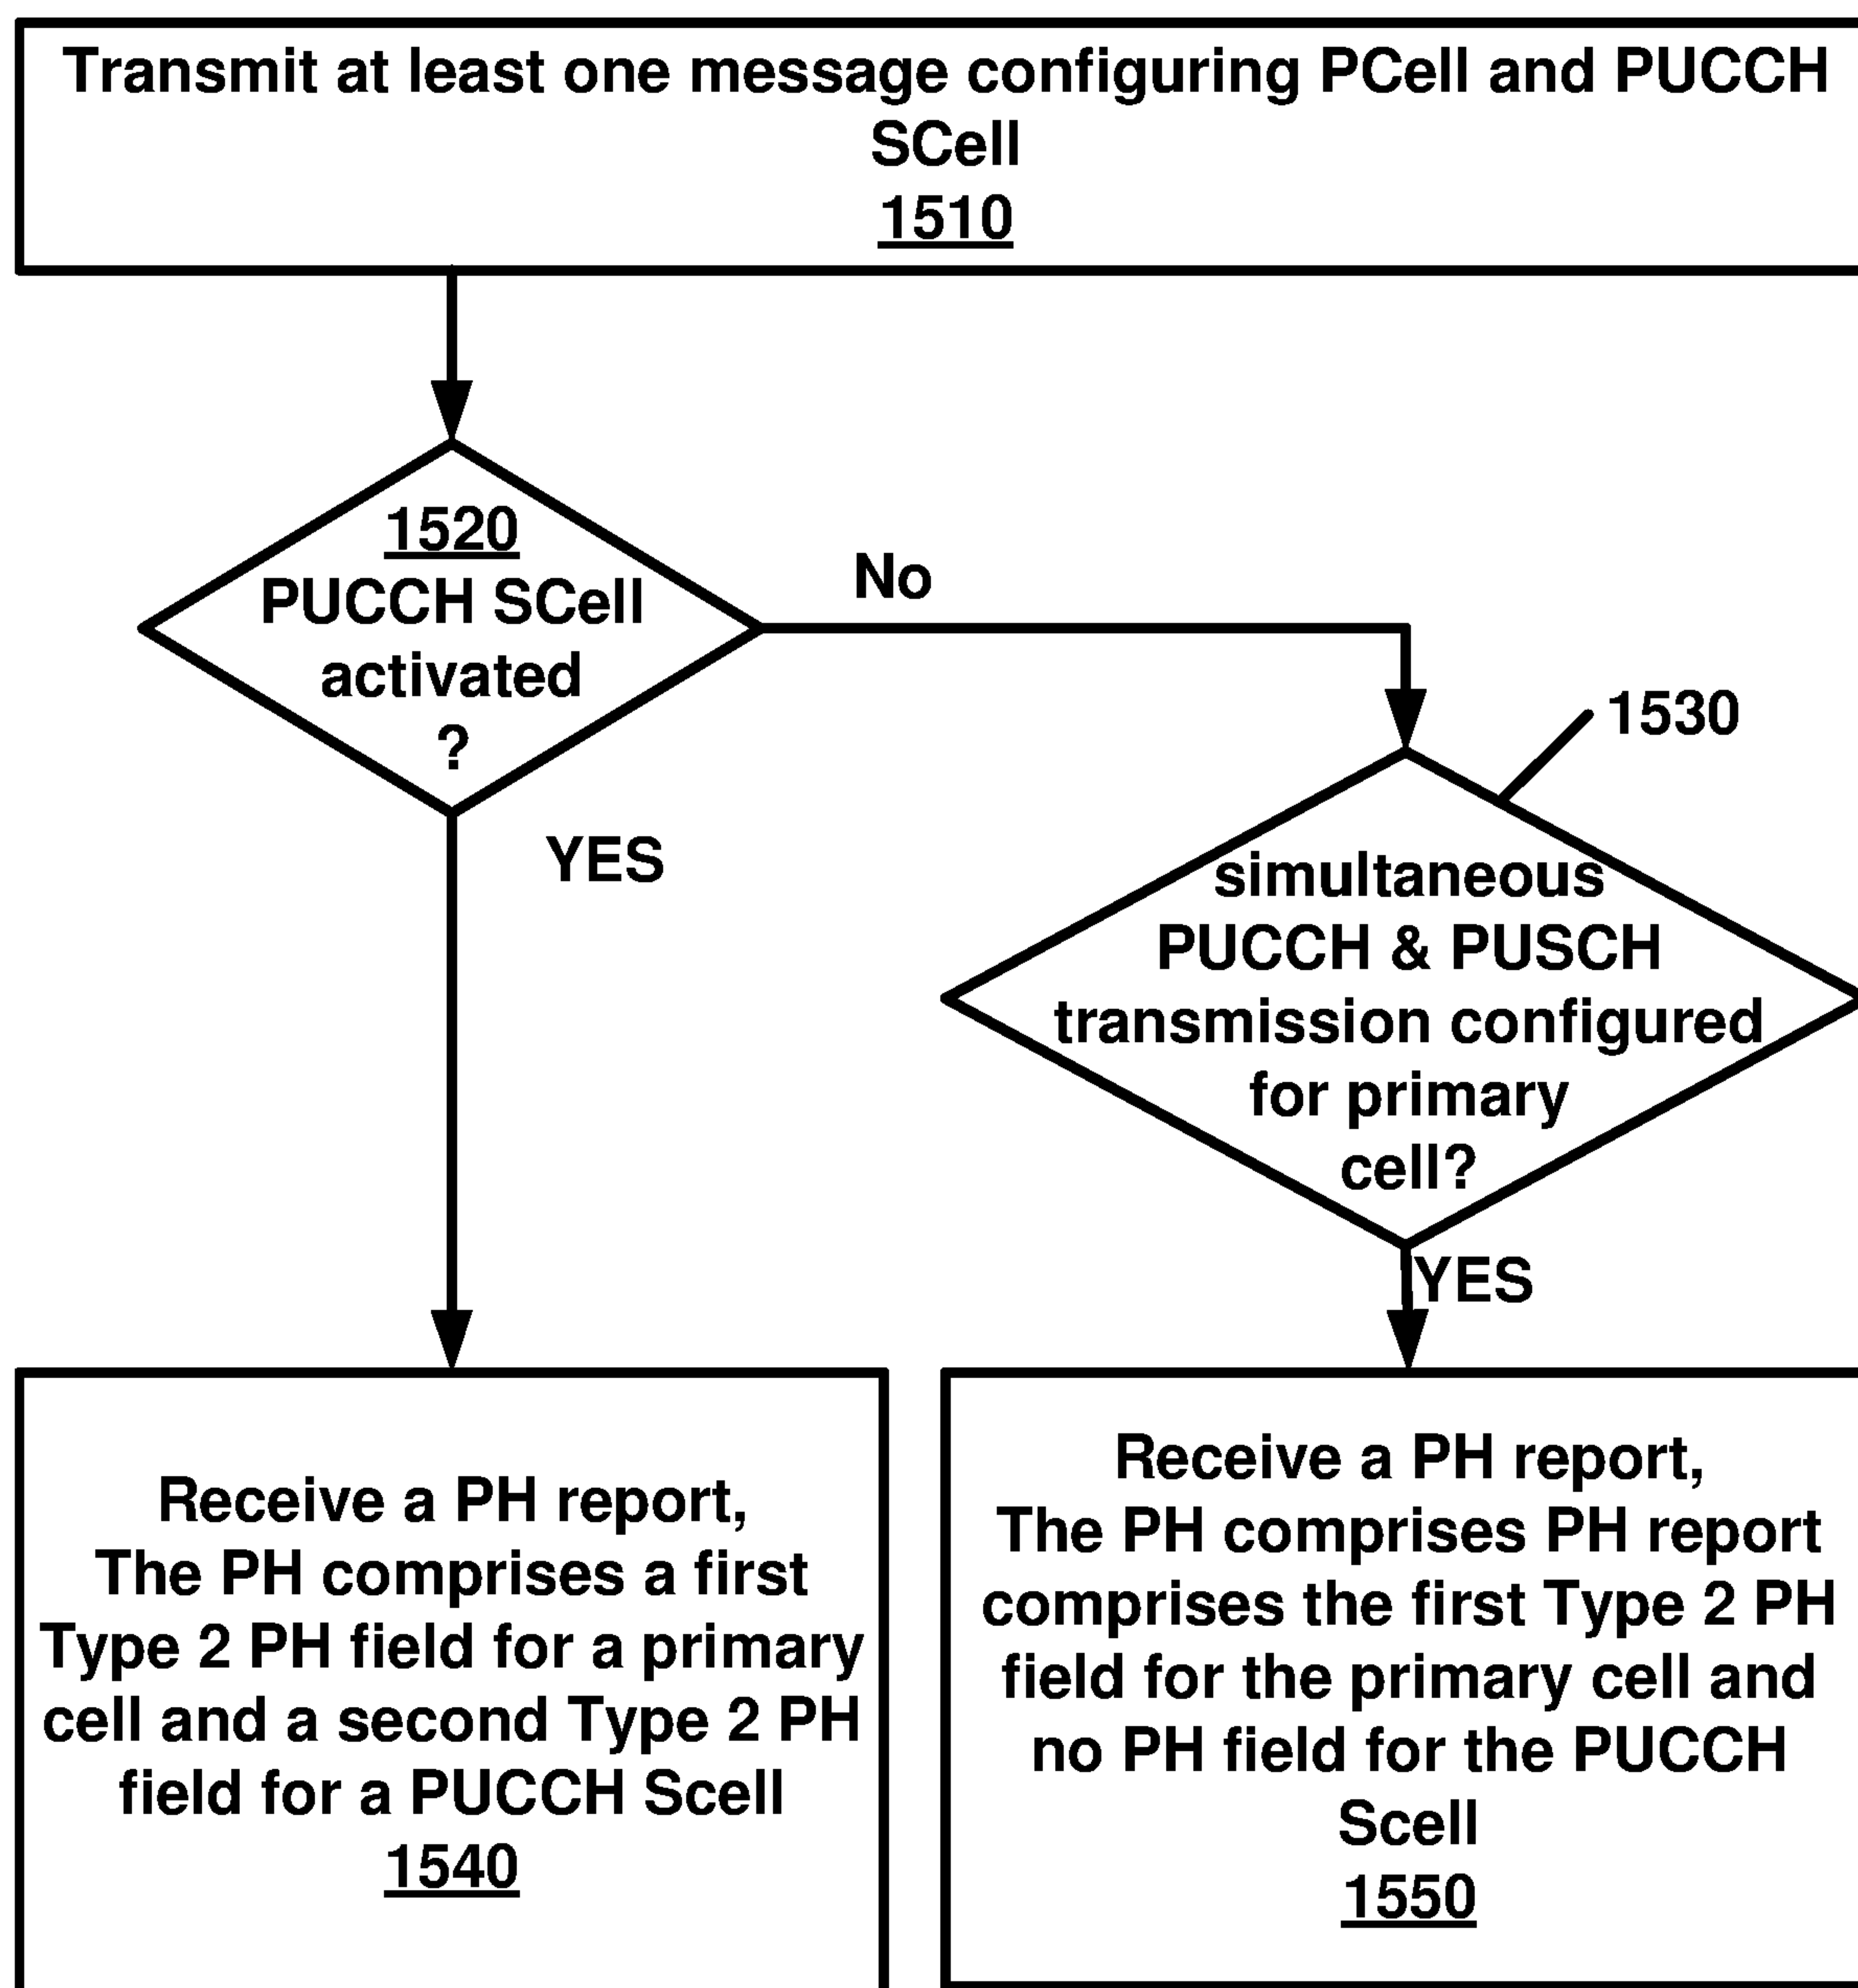 Transmit at least one message configuring PCell and PUCCH
SCell
1510
1520
PUCCH SCell
activated
?
No
YES
1530
simultaneous
PUCCH & PUSCH
transmission configured
for primary
cell?
YES
Receive a PH report,
The PH comprises a first
Type 2 PH field for a primary
cell and a second Type 2 PH
field for a PUCCH Scell
1540
Receive a PH report,
The PH comprises PH report
comprises the first Type 2 PH
field for the primary cell and
no PH field for the PUCCH
Scell
1550